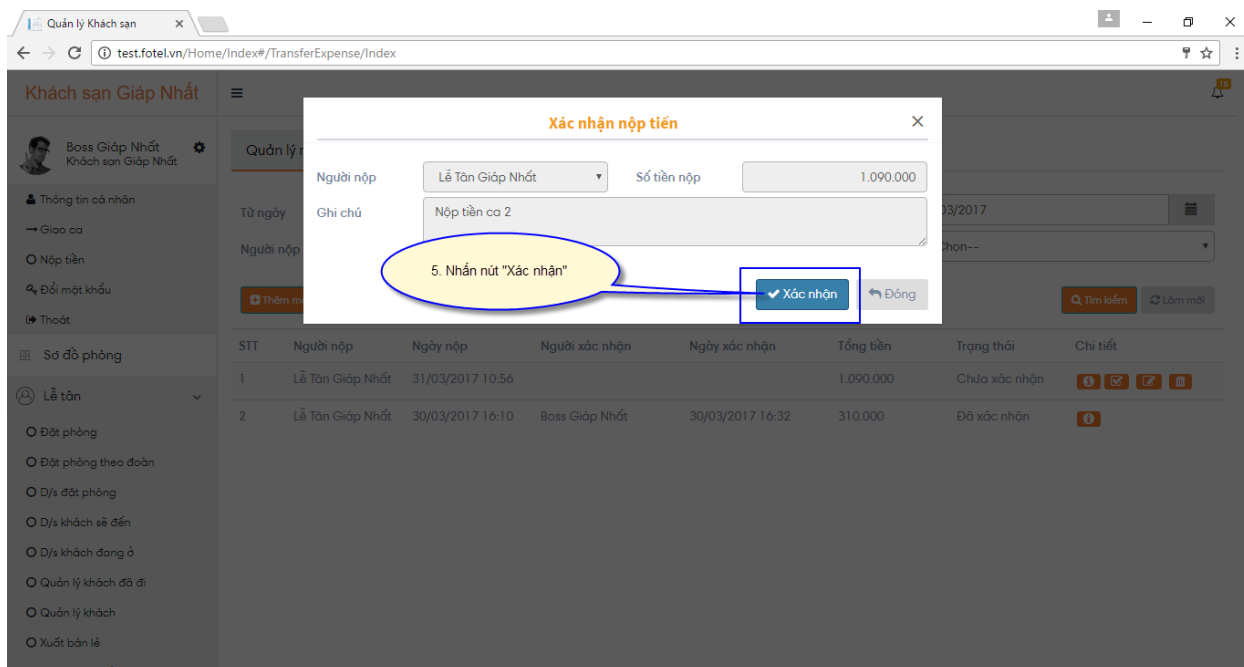 Quản lý Khách sạn
test.fotel.vn/Home/Index#/TransferExpense/Index
Khách sạn Giáp Nhất
15
Boss Giáp Nhất
Khách sạn Giáp Nhất
Thông tin cá nhân
Giao ca
Nộp tiền
Đổi mật khẩu
Thoát
Sơ đồ phòng
Lễ tân
Đặt phòng
Đặt phòng theo đoàn
D/s đặt phòng
D/s khách sẽ đến
D/s khách đang ở
Quản lý khách đã đi
Quản lý khách
Xuất bán lẻ
Quản lý
Xác nhận nộp tiền
Người nộp Lễ Tân Giáp Nhất Số tiền nộp 1.090.000
Ghi chú Nộp tiền ca 2
5. Nhấn nút "Xác nhận"
Xác nhận Đóng
Từ ngày 03/2017
Người nộp Chọn--
Thêm Tìm kiếm Làm mới
STT Người nộp Ngày nộp Người xác nhận Ngày xác nhận Tổng tiền Trạng thái Chi tiết
1 Lễ Tân Giáp Nhất 31/03/2017 10:56 1.090.000 Chưa xác nhận
2 Lễ Tân Giáp Nhất 30/03/2017 16:10 Boss Giáp Nhất 30/03/2017 16:32 310.000 Đã xác nhận